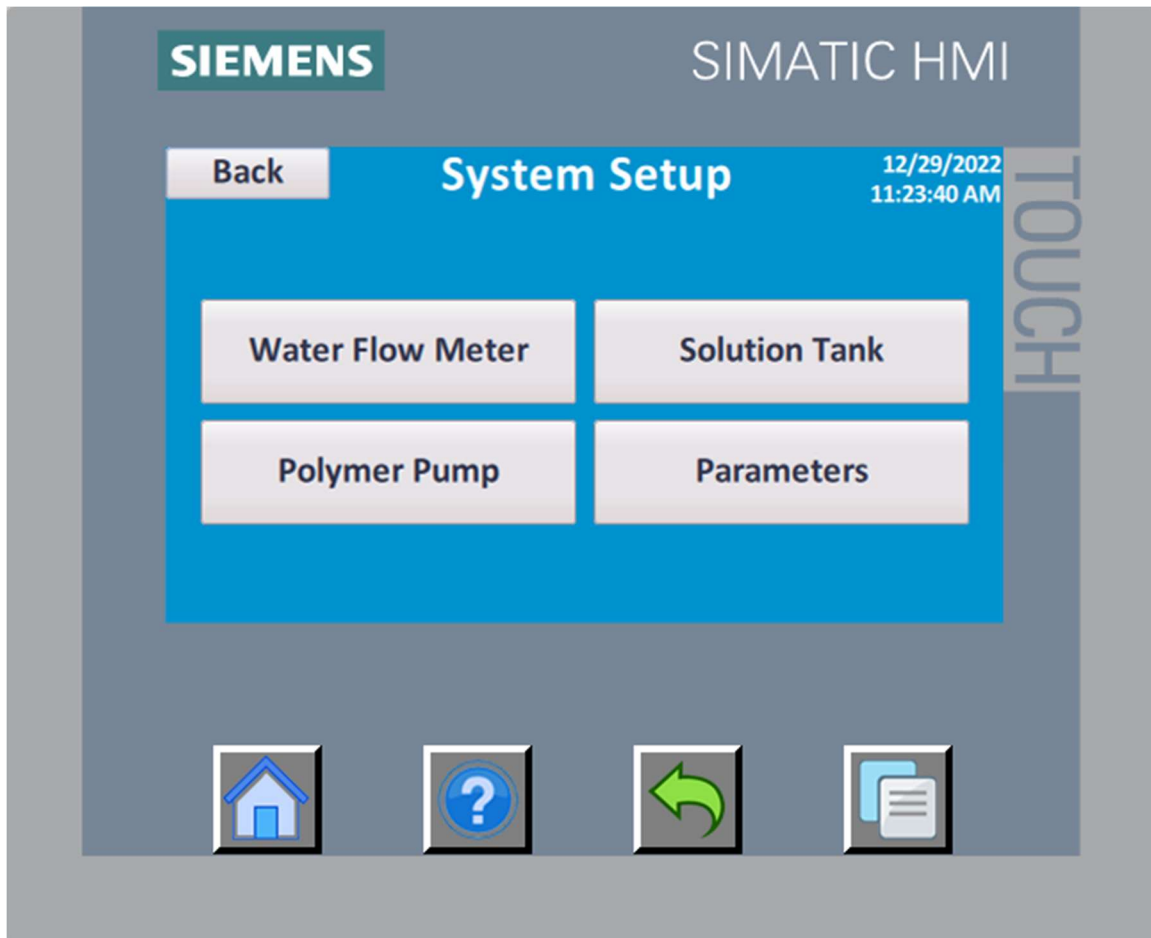 SIEMENS
SIMATIC HMI
Back
System Setup
12/29/2022
11:23:40 AM
TOUCH
Water Flow Meter
Solution Tank
Polymer Pump
Parameters
?